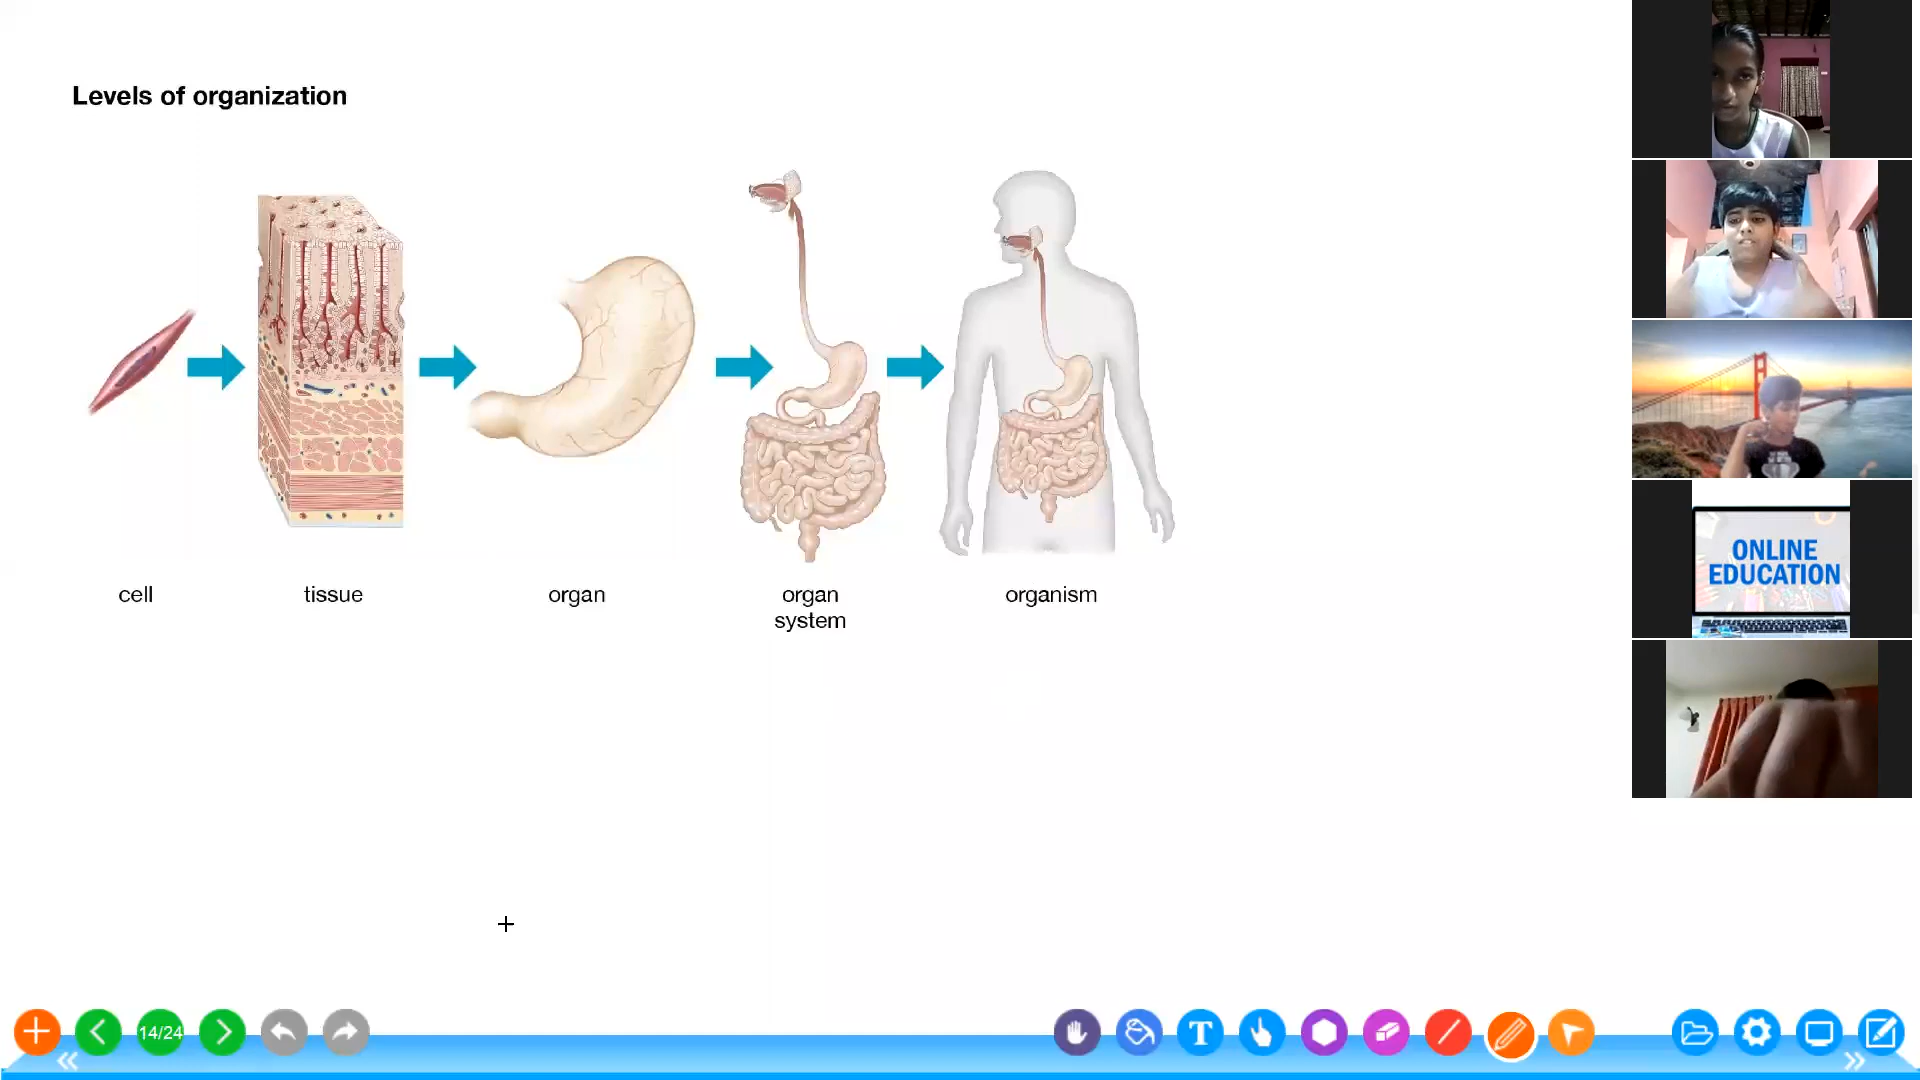 Levels of organization
cell
tissue
organ
organ
system
organism
ONLINE
EDUCATION
14/24
T